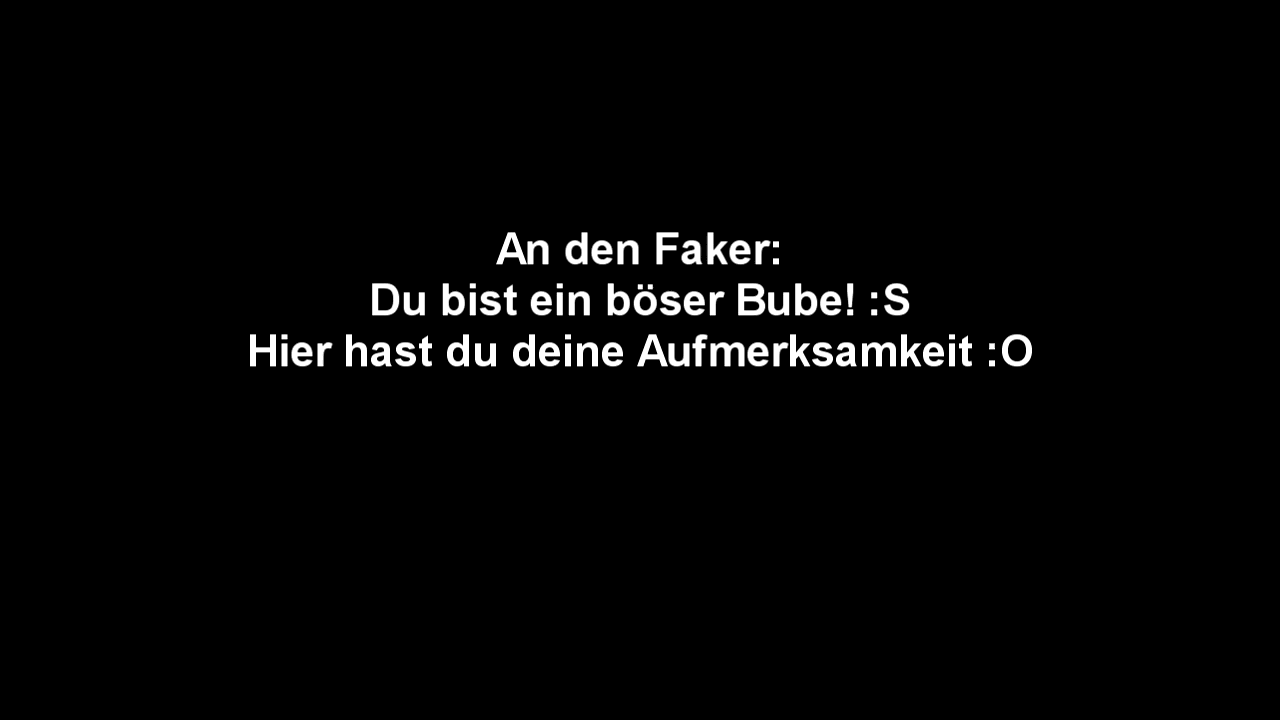 An den Faker:
Du bist ein böser Bube! :S
Hier hast du deine Aufmerksamkeit :O